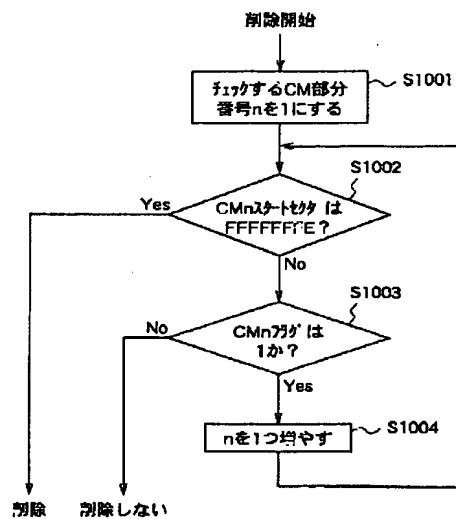 削除開始
チェックするCM部分
番号nを1にする
S1001
S1002
CMnスタートセクタは
FFFFFFFE?
Yes
No
S1003
CMnフラグは
1か?
No
Yes
nを1つ増やす
S1004
削除
削除しない